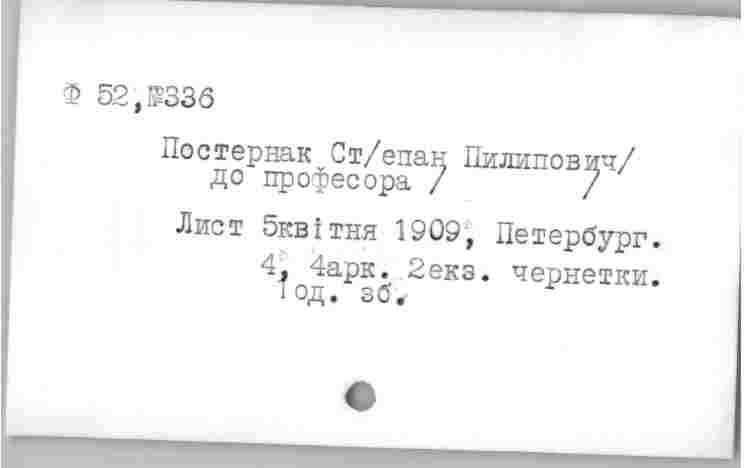 Ф 52,№336
Постернак Ст/епан Пилипович/
до професора / /
Лист 5квітня 1909, Петербург.
4, 4арк. 2екз. чернетки.
1од. зб.